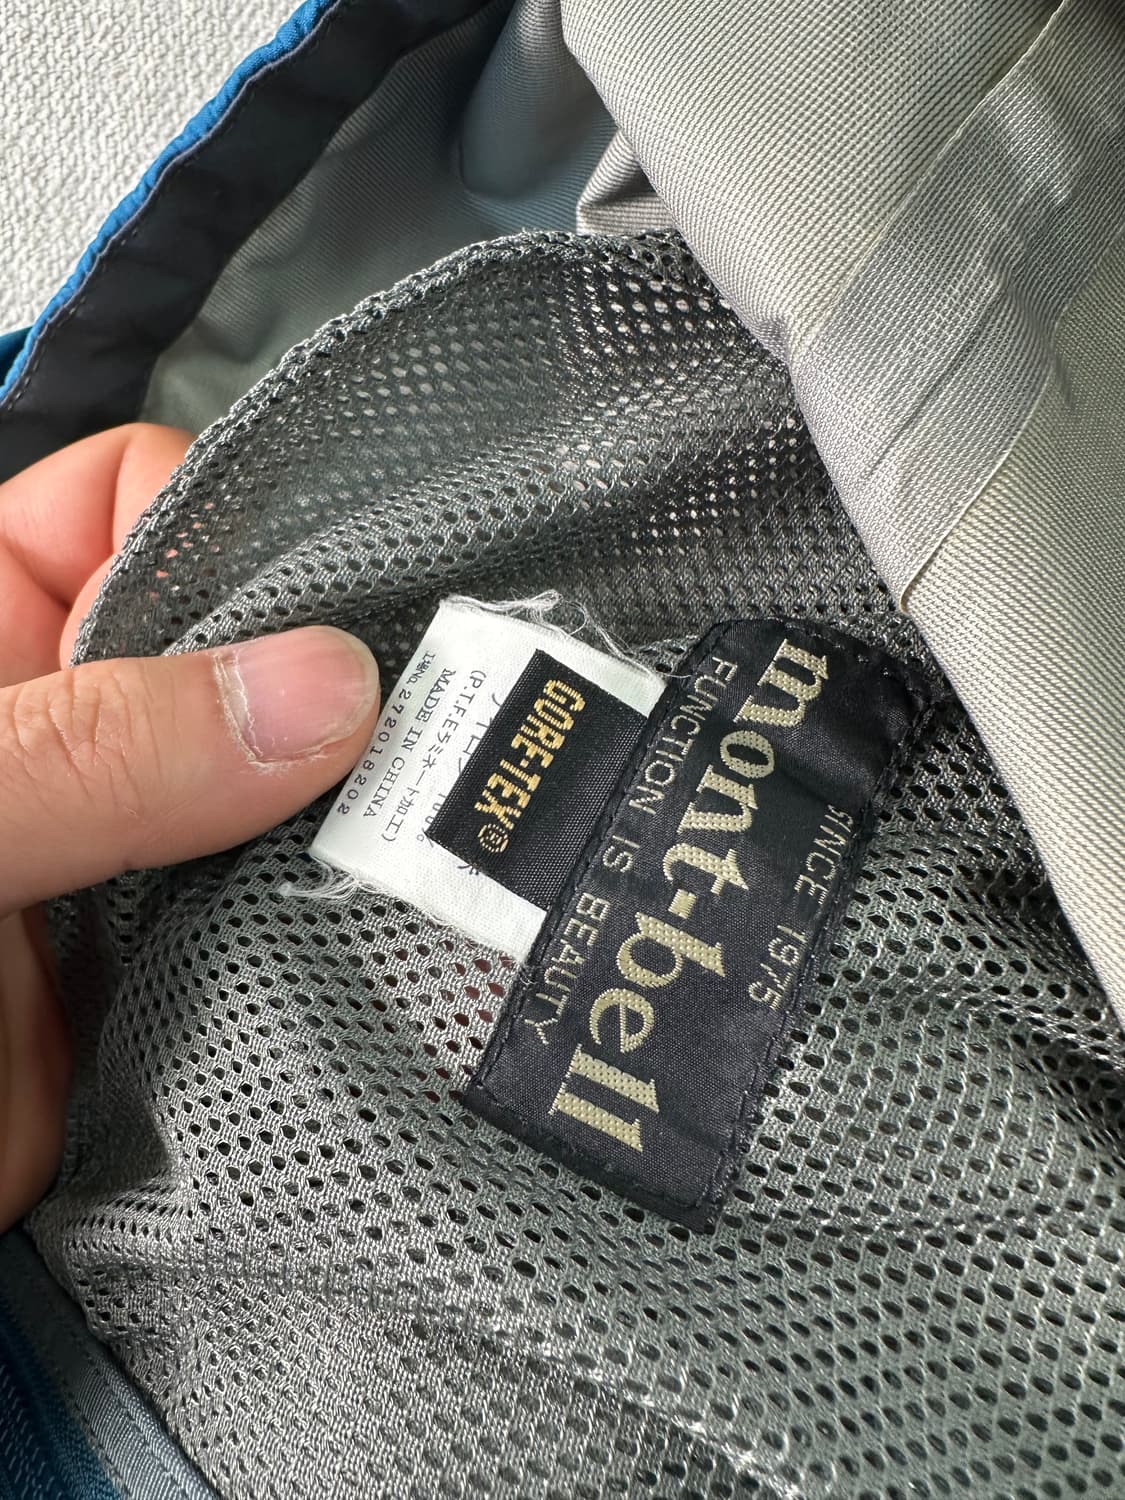 SINCE 1975
mont-bell
FUNCTION IS BEAUTY
GORE-TEX®
(P.T.F.Eラミネート加工)
MADE IN CHINA
272018202